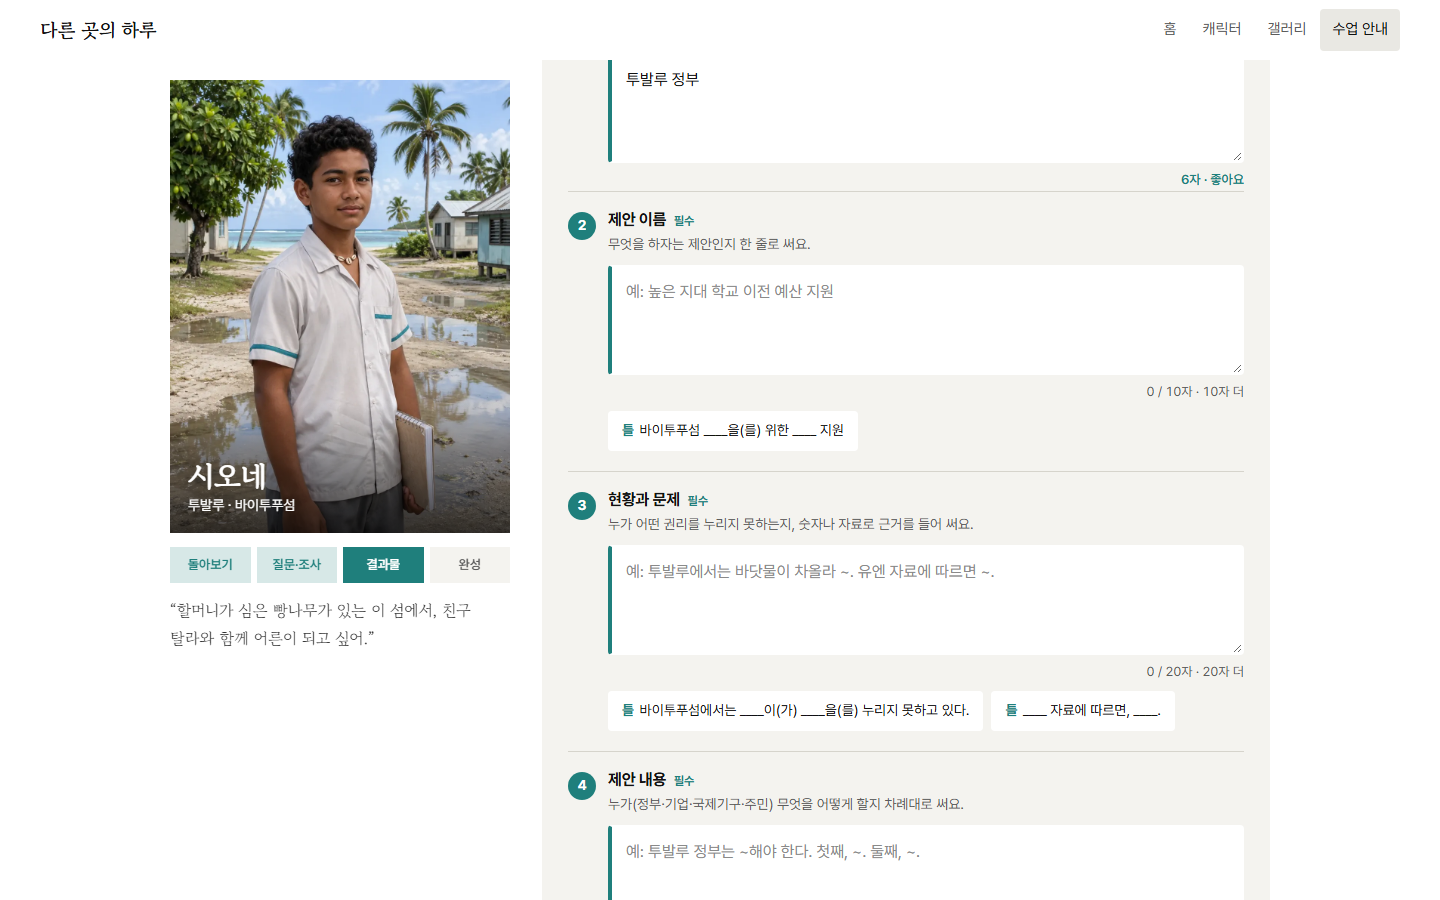 다른 곳의 하루
홈
캐릭터
갤러리
수업 안내
시오네
투발루 · 바이투푸섬
돌아보기
질문·조사
결과물
완성
“할머니가 심은 빵나무가 있는 이 섬에서, 친구
탈라와 함께 어른이 되고 싶어.”
투발루 정부
6자 · 좋아요
2
제안 이름 필수
무엇을 하자는 제안인지 한 줄로 써요.
예: 높은 지대 학교 이전 예산 지원
0 / 10자 · 10자 더
틀 바이투푸섬 ____을(를) 위한 ____ 지원
3
현황과 문제 필수
누가 어떤 권리를 누리지 못하는지, 숫자나 자료로 근거를 들어 써요.
예: 투발루에서는 바닷물이 차올라 ~. 유엔 자료에 따르면 ~.
0 / 20자 · 20자 더
틀 바이투푸섬에서는 ____이(가) ____을(를) 누리지 못하고 있다.
틀 ____ 자료에 따르면, ____.
4
제안 내용 필수
누가(정부·기업·국제기구·주민) 무엇을 어떻게 할지 차례대로 써요.
예: 투발루 정부는 ~해야 한다. 첫째, ~. 둘째, ~.